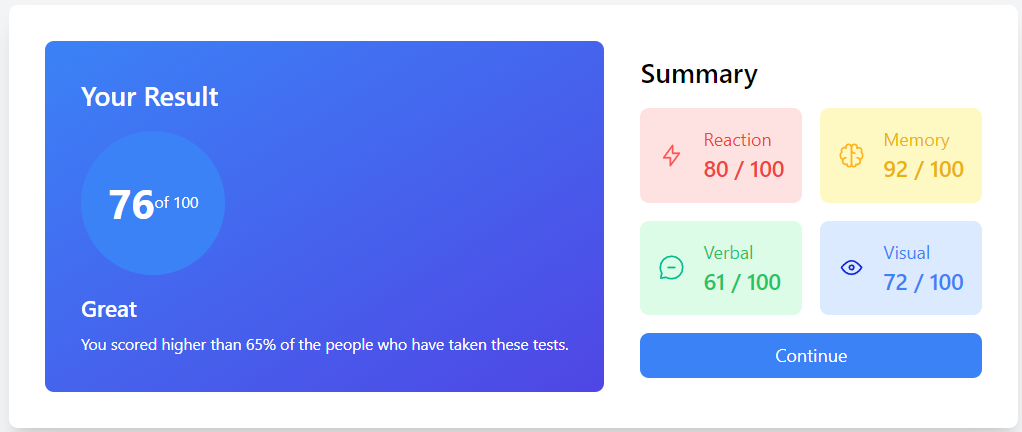 Your Result
76 of 100
Great
You scored higher than 65% of the people who have taken these tests.
Summary
Reaction
80 / 100
Memory
92 / 100
Verbal
61 / 100
Visual
72 / 100
Continue